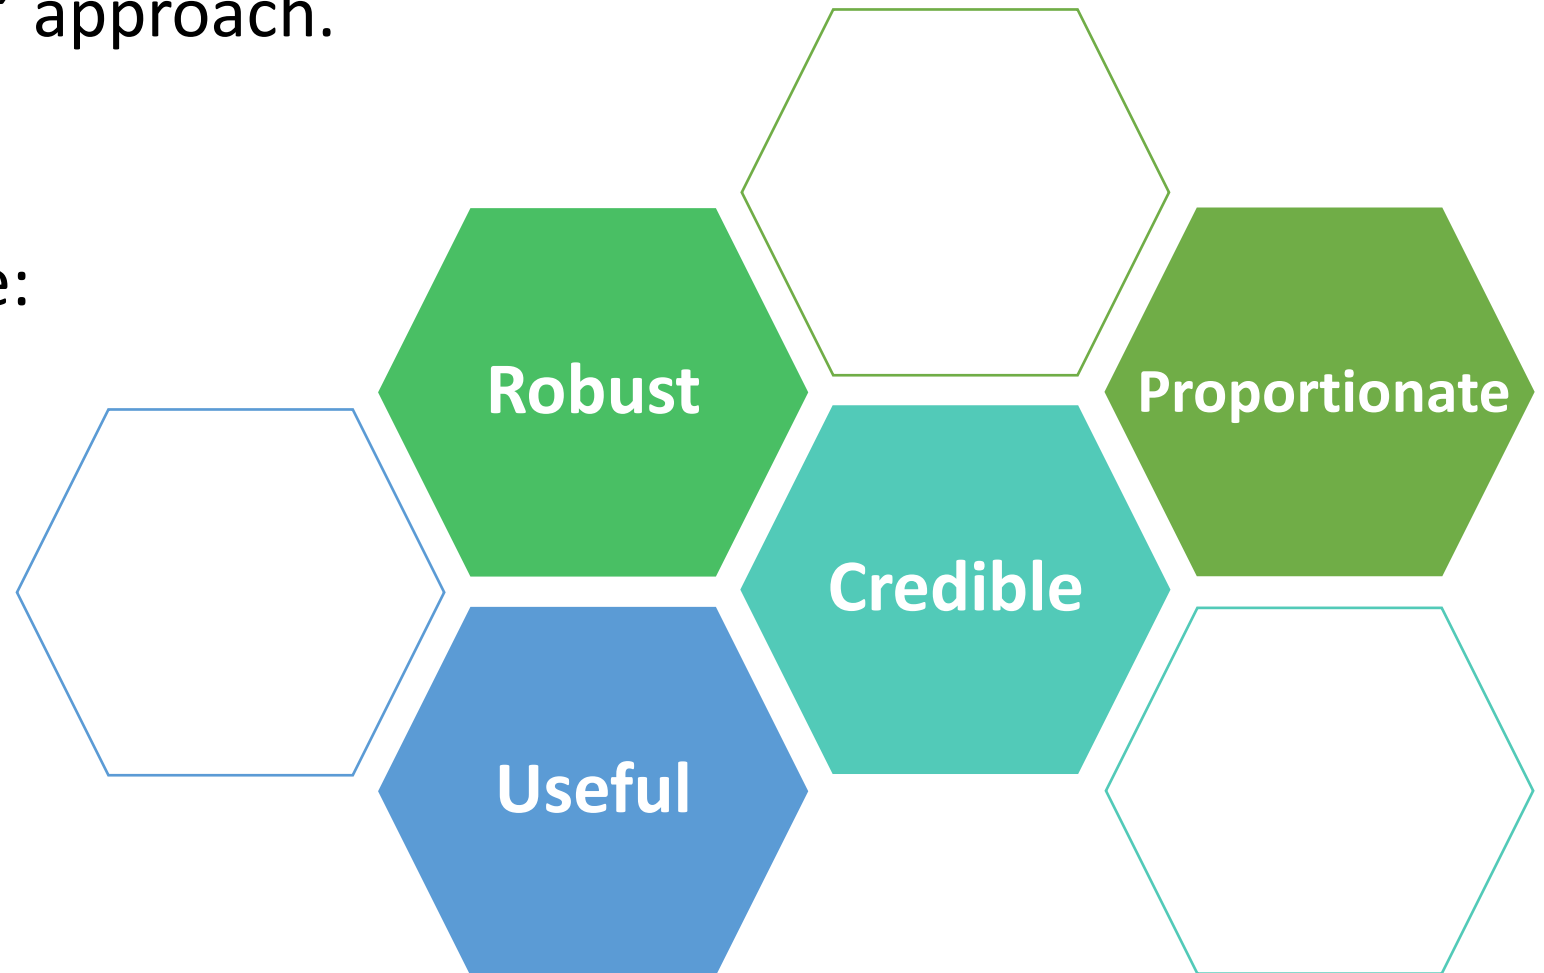 approach.
e:
Robust
Proportionate
Credible
Useful